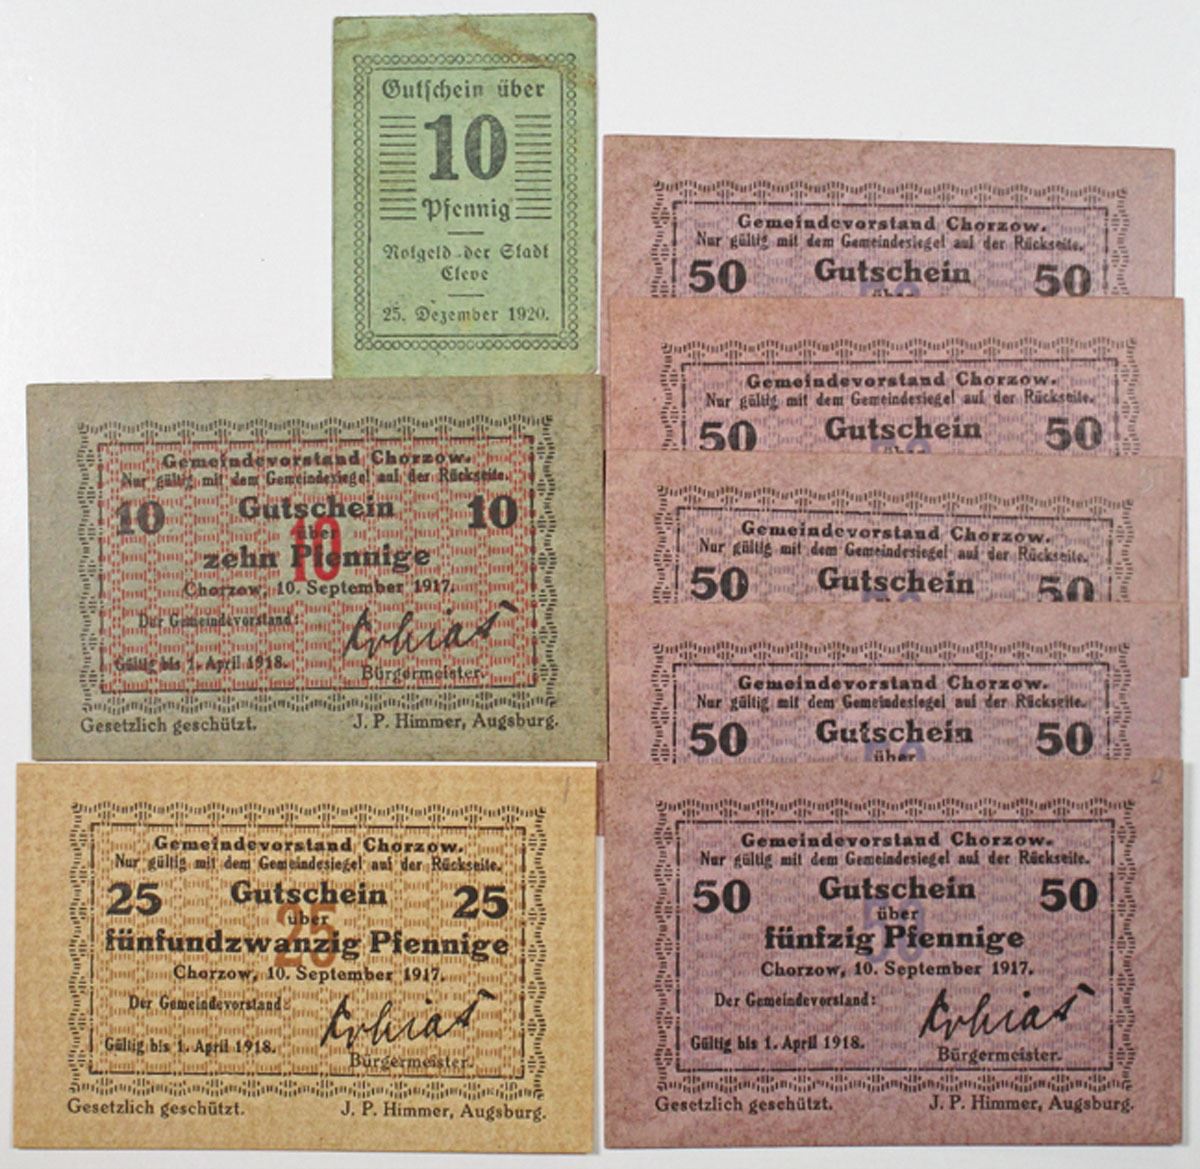 Gutschein über
10
Pfennig
Notgeld der Stadt
Cleve
25. Dezember 1920.
Gemeindevorstand Chorzow.
Nur gültig mit dem Gemeindesiegel auf der Rückseite.
10 Gutschein 10
über
10
zehn Pfennige
Chorzow, 10. September 1917.
Der Gemeindevorstand:
Gültig bis 1. April 1918.
Bürgermeister.
Gesetzlich geschützt. J. P. Himmer, Augsburg.
Gemeindevorstand Chorzow.
Nur gültig mit dem Gemeindesiegel auf der Rückseite.
25 Gutschein 25
über
25
fünfundzwanzig Pfennige
Chorzow, 10. September 1917.
Der Gemeindevorstand:
Gültig bis 1. April 1918.
Bürgermeister.
Gesetzlich geschützt. J. P. Himmer, Augsburg.
Gemeindevorstand Chorzow.
Nur gültig mit dem Gemeindesiegel auf der Rückseite.
50 Gutschein 50
über
Gemeindevorstand Chorzow.
Nur gültig mit dem Gemeindesiegel auf der Rückseite.
50 Gutschein 50
Gemeindevorstand Chorzow.
Nur gültig mit dem Gemeindesiegel auf der Rückseite.
50 Gutschein 50
Gemeindevorstand Chorzow.
Nur gültig mit dem Gemeindesiegel auf der Rückseite.
50 Gutschein 50
über
Gemeindevorstand Chorzow.
Nur gültig mit dem Gemeindesiegel auf der Rückseite.
50 Gutschein 50
über
50
fünfzig Pfennige
Chorzow, 10. September 1917.
Der Gemeindevorstand:
Gültig bis 1. April 1918.
Bürgermeister.
Gesetzlich geschützt. J. P. Himmer, Augsburg.